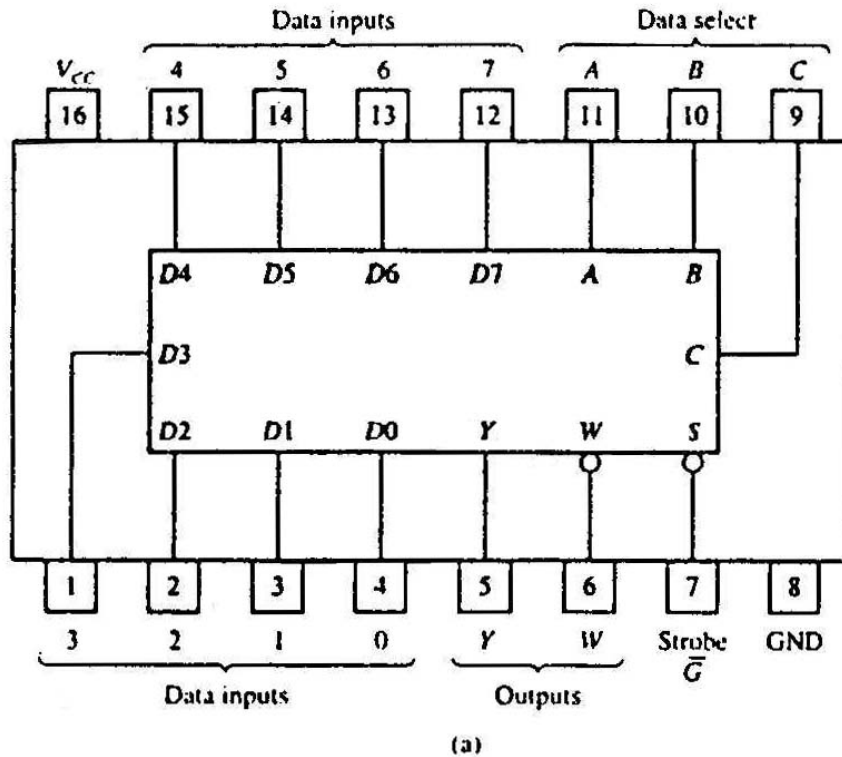 Data inputs Data select
Vcc 4 5 6 7 A B C
16 15 14 13 12 11 10 9
D4 D5 D6 D7 A B
D3 C
D2 D1 D0 Y W S
1 2 3 4 5 6 7 8
3 2 1 0 Y W Strobe GND
G̅
Data inputs Outputs
(a)